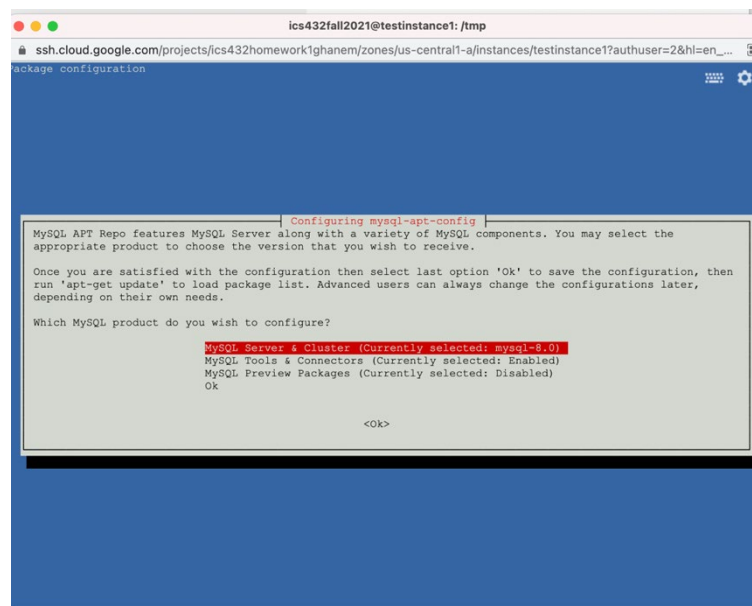 ics432fall2021@testinstance1: /tmp
ssh.cloud.google.com/projects/ics432homework1ghanem/zones/us-central1-a/instances/testinstance1?authuser=2&hl=en_...
Package configuration
Configuring mysql-apt-config
MySQL APT Repo features MySQL Server along with a variety of MySQL components. You may select the
appropriate product to choose the version that you wish to receive.
Once you are satisfied with the configuration then select last option 'Ok' to save the configuration, then
run 'apt-get update' to load package list. Advanced users can always change the configurations later,
depending on their own needs.
Which MySQL product do you wish to configure?
MySQL Server & Cluster (Currently selected: mysql-8.0)
MySQL Tools & Connectors (Currently selected: Enabled)
MySQL Preview Packages (Currently selected: Disabled)
Ok
<Ok>